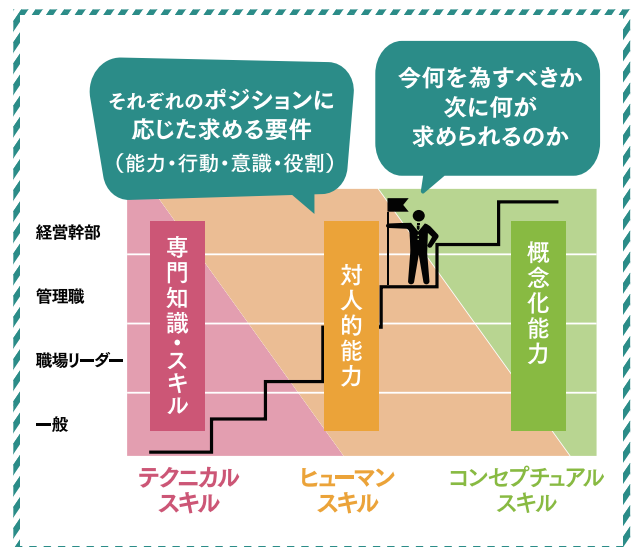 それぞれのポジションに
応じた求める要件
（能力・行動・意識・役割）
今何を為すべきか
次に何が
求められるのか
経営幹部
管理職
職場リーダー
一般
専門知識・スキル
対人的能力
概念化能力
テクニカル
スキル
ヒューマン
スキル
コンセプチュアル
スキル